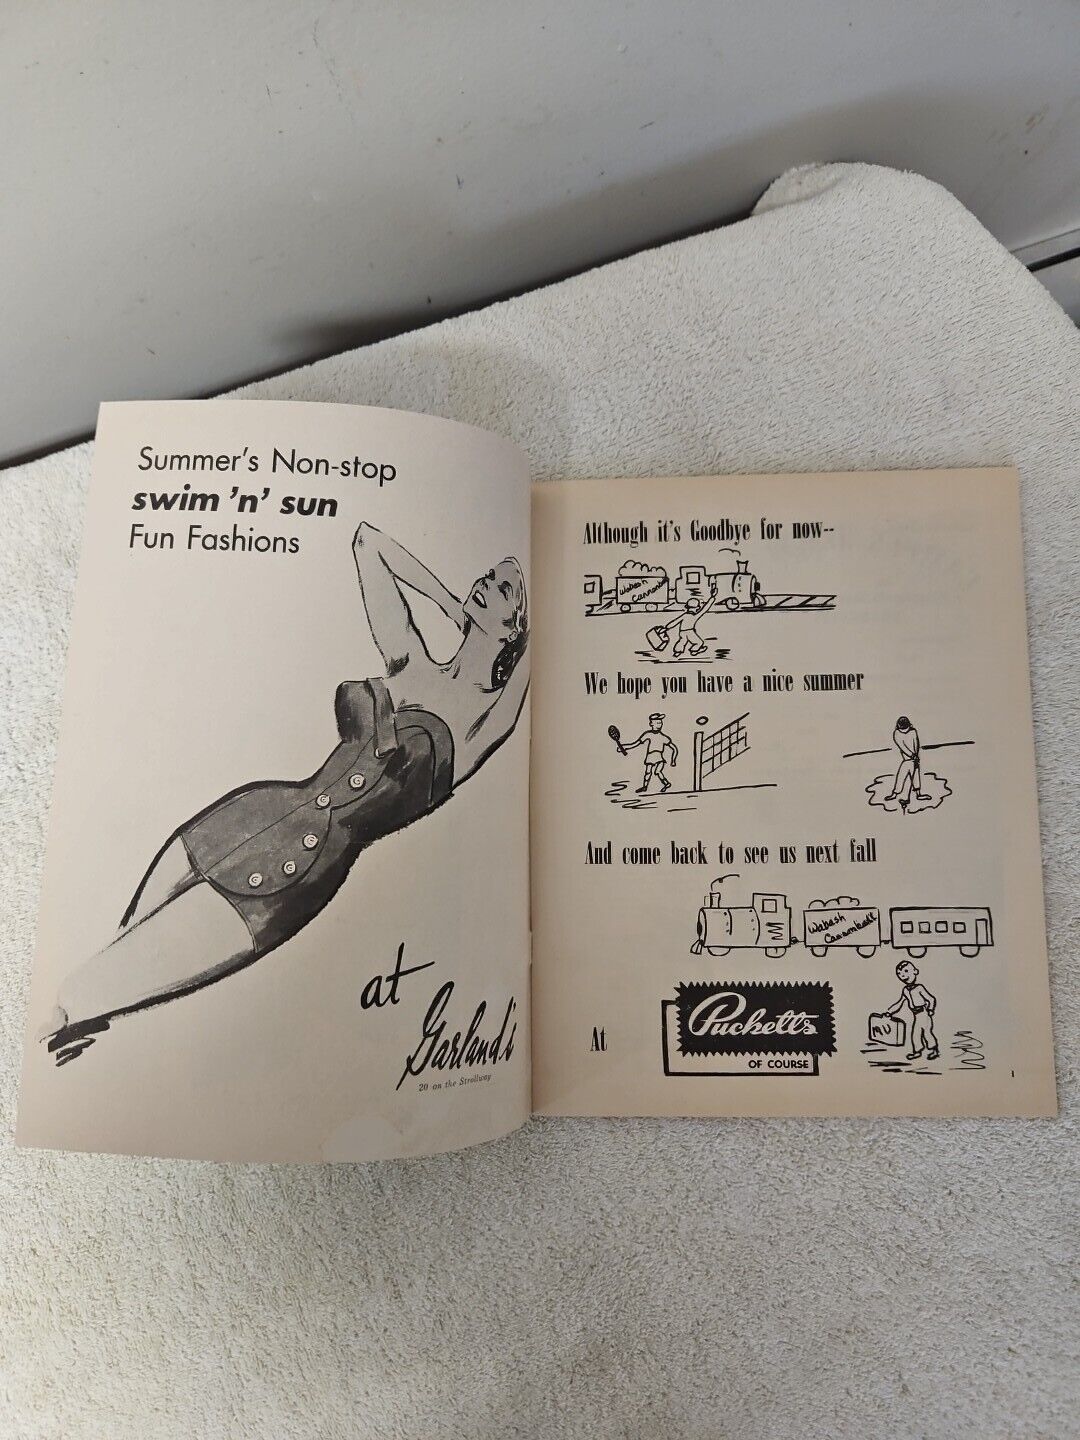 Summer's Non-stop
swim 'n' sun
Fun Fashions
at
Garland's
20 on the Strollway
Although it's Goodbye for now--
Wabash
Cannonball
We hope you have a nice summer
And come back to see us next fall
Wabash
Cannonball
MU
At
Puckett's
OF COURSE
1